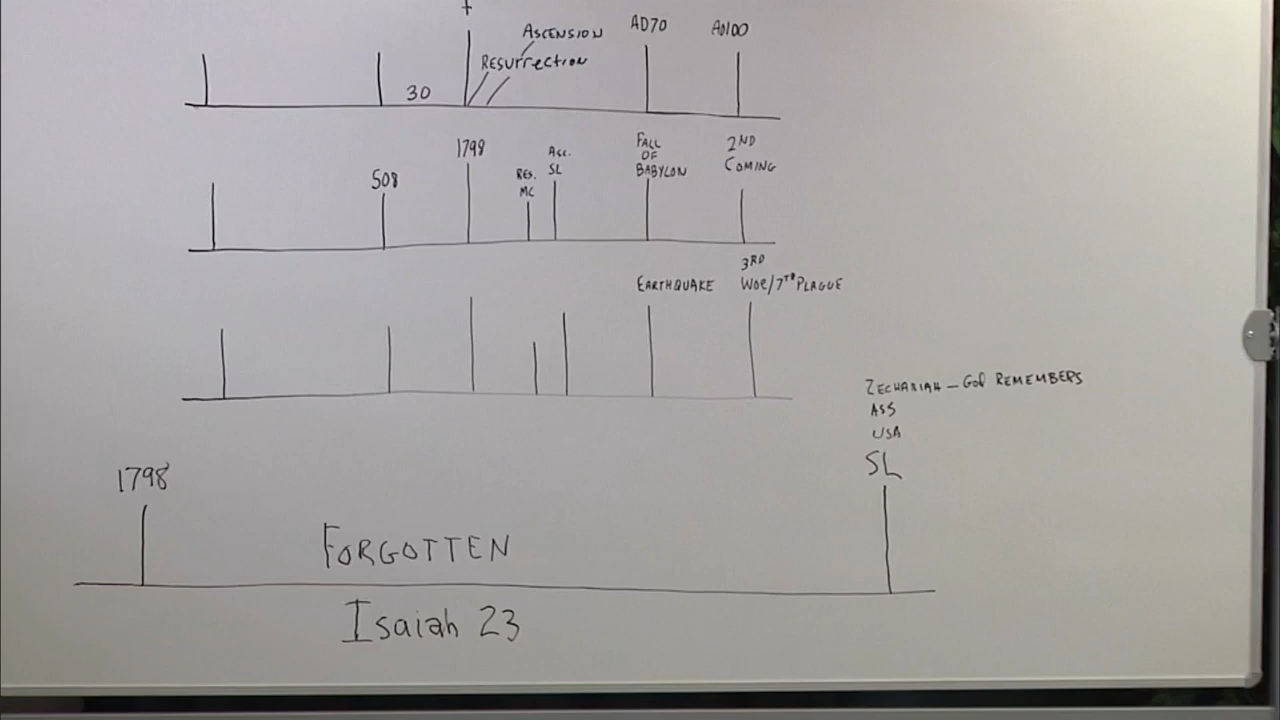 †
ASCENSION
RESURRECTION
AD70
AD100
30
508
1798
RES.
MC
ASC.
SL
FALL
OF
BABYLON
2ND
COMING
EARTHQUAKE
3RD
WOE/7TH PLAGUE
ZECHARIAH — GOD REMEMBERS
ASS
USA
SL
1798
FORGOTTEN
Isaiah 23